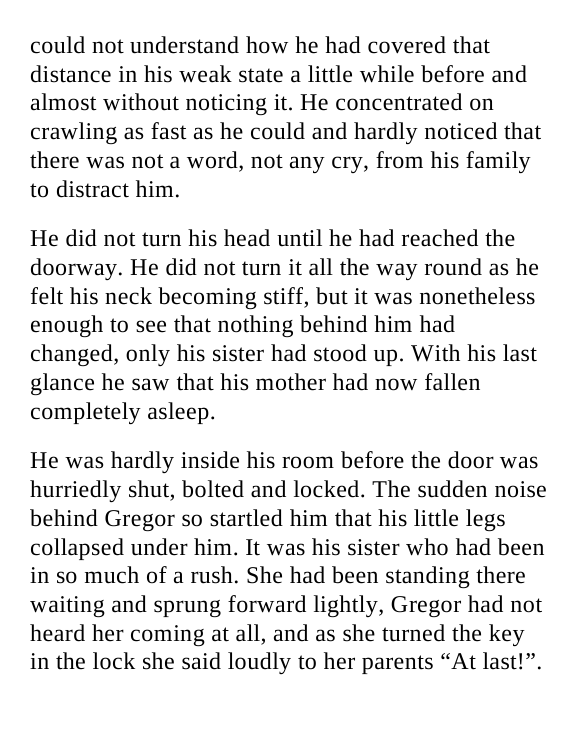 could not understand how he had covered that
distance in his weak state a little while before and
almost without noticing it. He concentrated on
crawling as fast as he could and hardly noticed that
there was not a word, not any cry, from his family
to distract him.
He did not turn his head until he had reached the
doorway. He did not turn it all the way round as he
felt his neck becoming stiff, but it was nonetheless
enough to see that nothing behind him had
changed, only his sister had stood up. With his last
glance he saw that his mother had now fallen
completely asleep.
He was hardly inside his room before the door was
hurriedly shut, bolted and locked. The sudden noise
behind Gregor so startled him that his little legs
collapsed under him. It was his sister who had been
in so much of a rush. She had been standing there
waiting and sprung forward lightly, Gregor had not
heard her coming at all, and as she turned the key
in the lock she said loudly to her parents “At last!”.